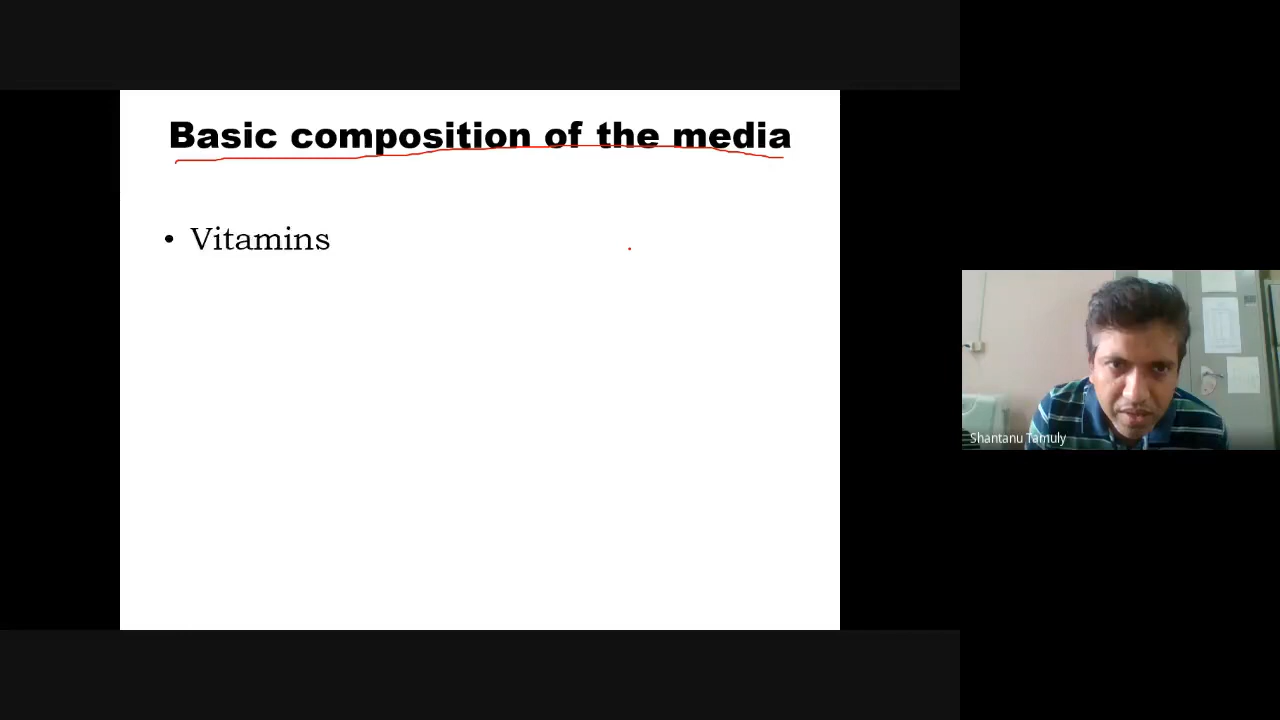 Basic composition of the media
• Vitamins
Shantanu Tamuly